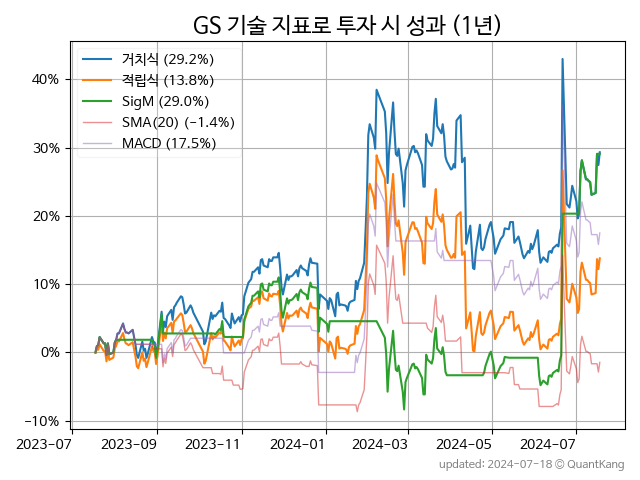 GS 기술 지표로 투자 시 성과 (1년)
거치식 (29.2%)
적립식 (13.8%)
SigM (29.0%)
SMA(20) (−1.4%)
MACD (17.5%)
40%
30%
20%
10%
0%
−10%
2023-07 2023-09 2023-11 2024-01 2024-03 2024-05 2024-07
updated: 2024-07-18 © QuantKang